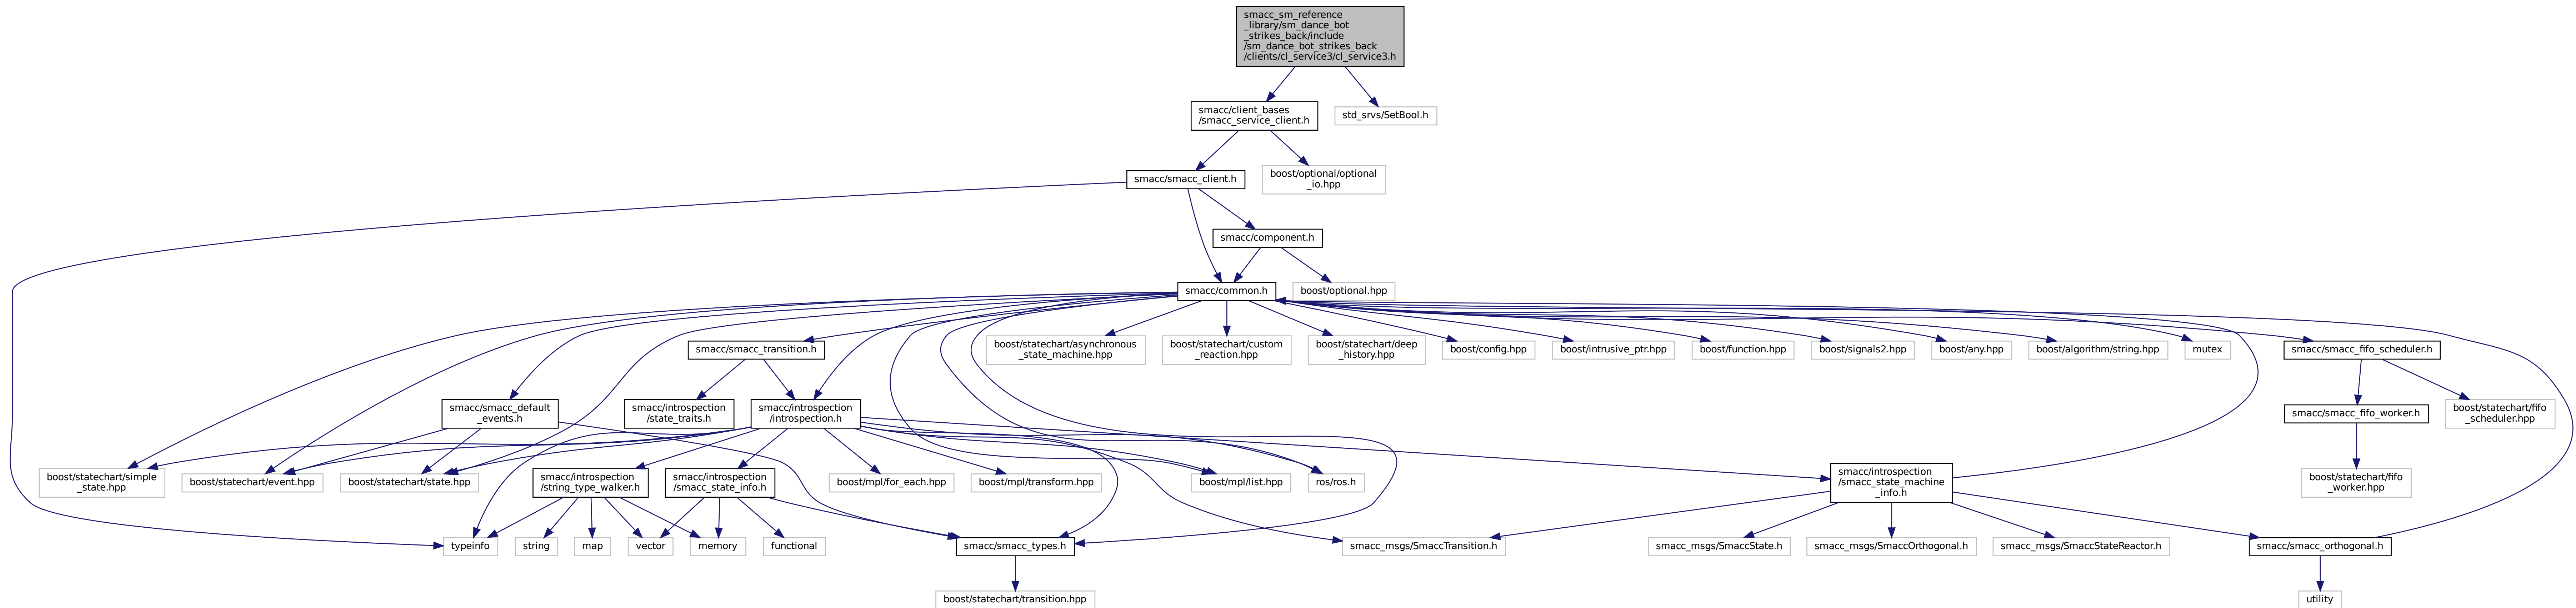 smacc_sm_reference
_library/sm_dance_bot
_strikes_back/include
/sm_dance_bot_strikes_back
/clients/cl_service3/cl_service3.h
smacc/client_bases
/smacc_service_client.h
std_srvs/SetBool.h
smacc/smacc_client.h
boost/optional/optional
_io.hpp
smacc/component.h
smacc/common.h
boost/optional.hpp
smacc/smacc_transition.h
boost/statechart/asynchronous
_state_machine.hpp
boost/statechart/custom
_reaction.hpp
boost/statechart/deep
_history.hpp
boost/config.hpp
boost/intrusive_ptr.hpp
boost/function.hpp
boost/signals2.hpp
boost/any.hpp
boost/algorithm/string.hpp
mutex
smacc/smacc_fifo_scheduler.h
smacc/smacc_default
_events.h
smacc/introspection
/state_traits.h
smacc/introspection
/introspection.h
smacc/smacc_fifo_worker.h
boost/statechart/fifo
_scheduler.hpp
boost/statechart/simple
_state.hpp
boost/statechart/event.hpp
boost/statechart/state.hpp
smacc/introspection
/string_type_walker.h
smacc/introspection
/smacc_state_info.h
boost/mpl/for_each.hpp
boost/mpl/transform.hpp
boost/mpl/list.hpp
ros/ros.h
smacc/introspection
/smacc_state_machine
_info.h
boost/statechart/fifo
_worker.hpp
typeinfo
string
map
vector
memory
functional
smacc/smacc_types.h
smacc_msgs/SmaccTransition.h
smacc_msgs/SmaccState.h
smacc_msgs/SmaccOrthogonal.h
smacc_msgs/SmaccStateReactor.h
smacc/smacc_orthogonal.h
boost/statechart/transition.hpp
utility